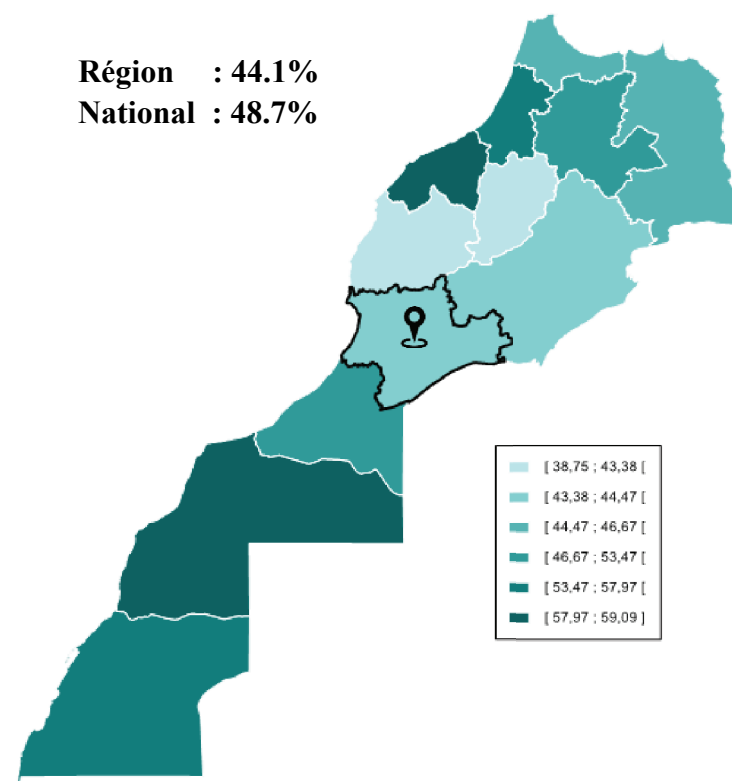 Région : 44.1%
National : 48.7%
[ 38,75 ; 43,38 [
[ 43,38 ; 44,47 [
[ 44,47 ; 46,67 [
[ 46,67 ; 53,47 [
[ 53,47 ; 57,97 [
[ 57,97 ; 59,09 ]